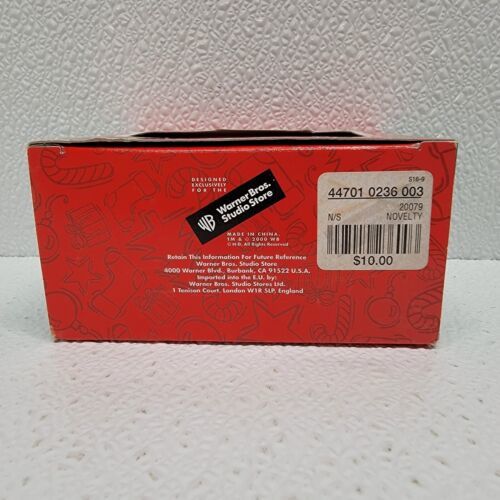 DESIGNED
EXCLUSIVELY
FOR THE
WB
Warner Bros.
Studio Store
MADE IN CHINA
TM & © 2000 WB
© H-D. All Rights Reserved
Retain This Information For Future Reference
Warner Bros. Studio Store
4000 Warner Blvd., Burbank, CA 91522 U.S.A.
Imported into the E.U. by:
Warner Bros. Studio Stores Ltd.
1 Tenison Court, London W1R 5LP, England
S16-9
44701 0236 003
20079
N/S NOVELTY
$10.00